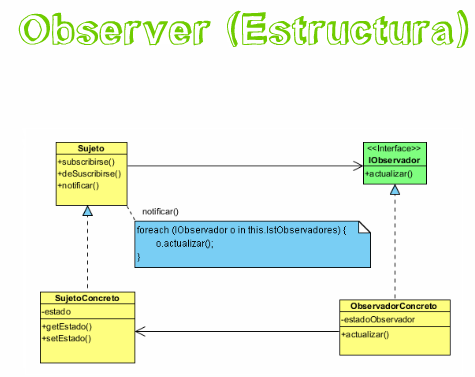 Observer (Estructura)
Sujeto
+subscribirse()
+deSuscribirse()
+notificar()
<<Interface>>
IObservador
+actualizar()
notificar()
foreach (IObservador o in this.lstObservadores) {
o.actualizar();
}
SujetoConcreto
-estado
+getEstado()
+setEstado()
ObservadorConcreto
-estadoObservador
+actualizar()